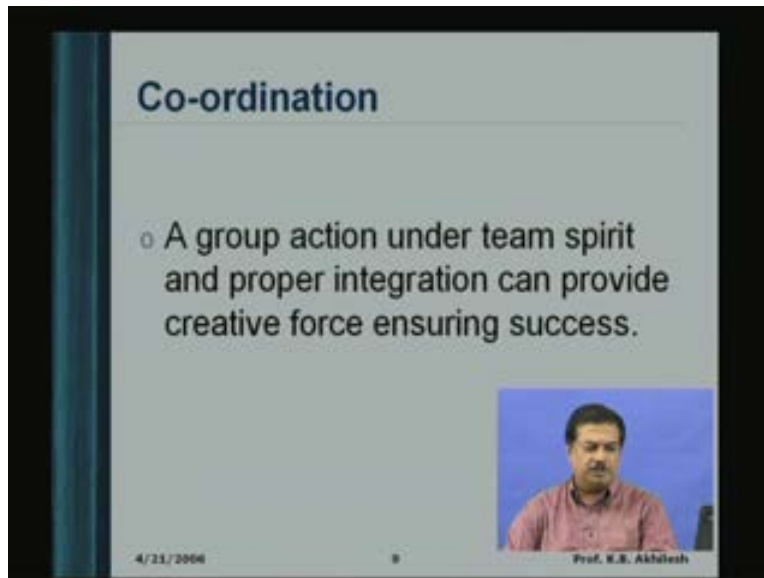 Co-ordination
o A group action under team spirit
and proper integration can provide
creative force ensuring success.
4/21/2006
9
Prof. K.B. Akhilesh